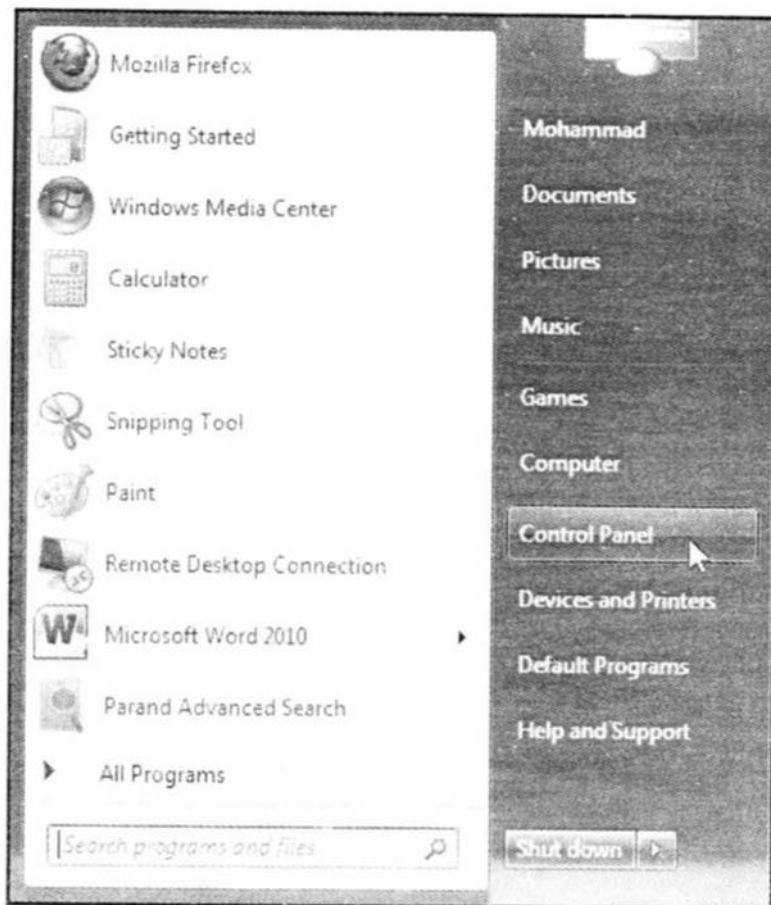 Mozilla Firefox
Getting Started
Windows Media Center
Calculator
Sticky Notes
Snipping Tool
Paint
Remote Desktop Connection
Microsoft Word 2010
Parand Advanced Search
All Programs
Search programs and files
Mohammad
Documents
Pictures
Music
Games
Computer
Control Panel
Devices and Printers
Default Programs
Help and Support
Shut down